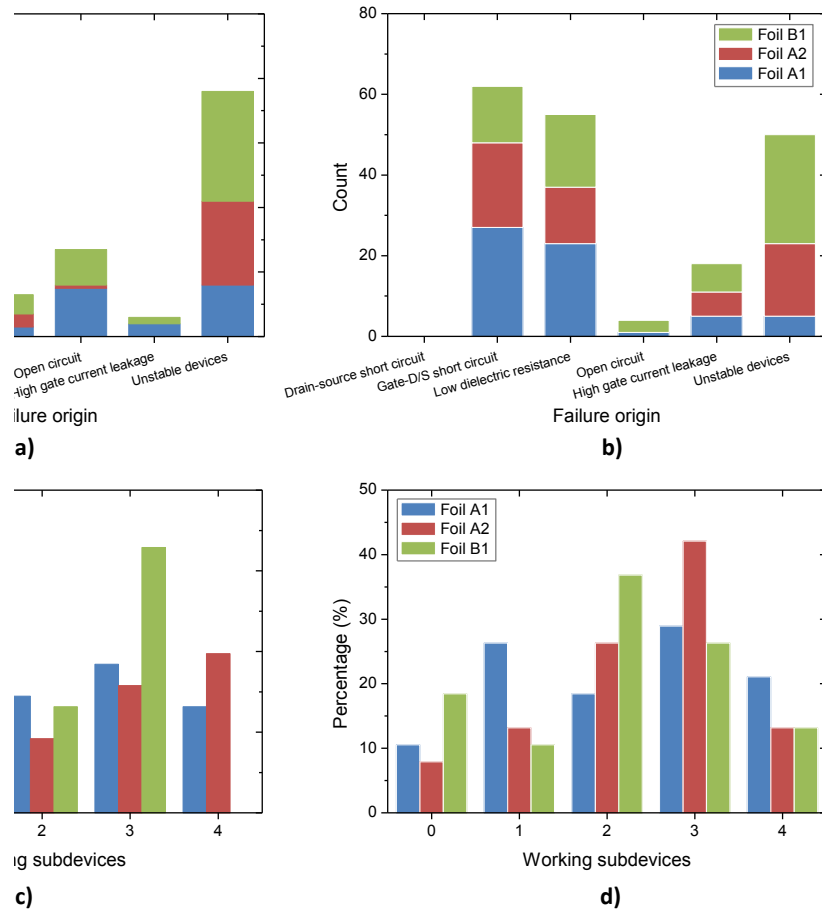 Open circuit
High gate current leakage
Unstable devices
ilure origin
a)
80
60
40
20
0
Count
Foil B1
Foil A2
Foil A1
Drain-source short circuit
Gate-D/S short circuit
Low dielectric resistance
Open circuit
High gate current leakage
Unstable devices
Failure origin
b)
2
3
4
ng subdevices
c)
50
40
30
20
10
0
Percentage (%)
Foil A1
Foil A2
Foil B1
0
1
2
3
4
Working subdevices
d)